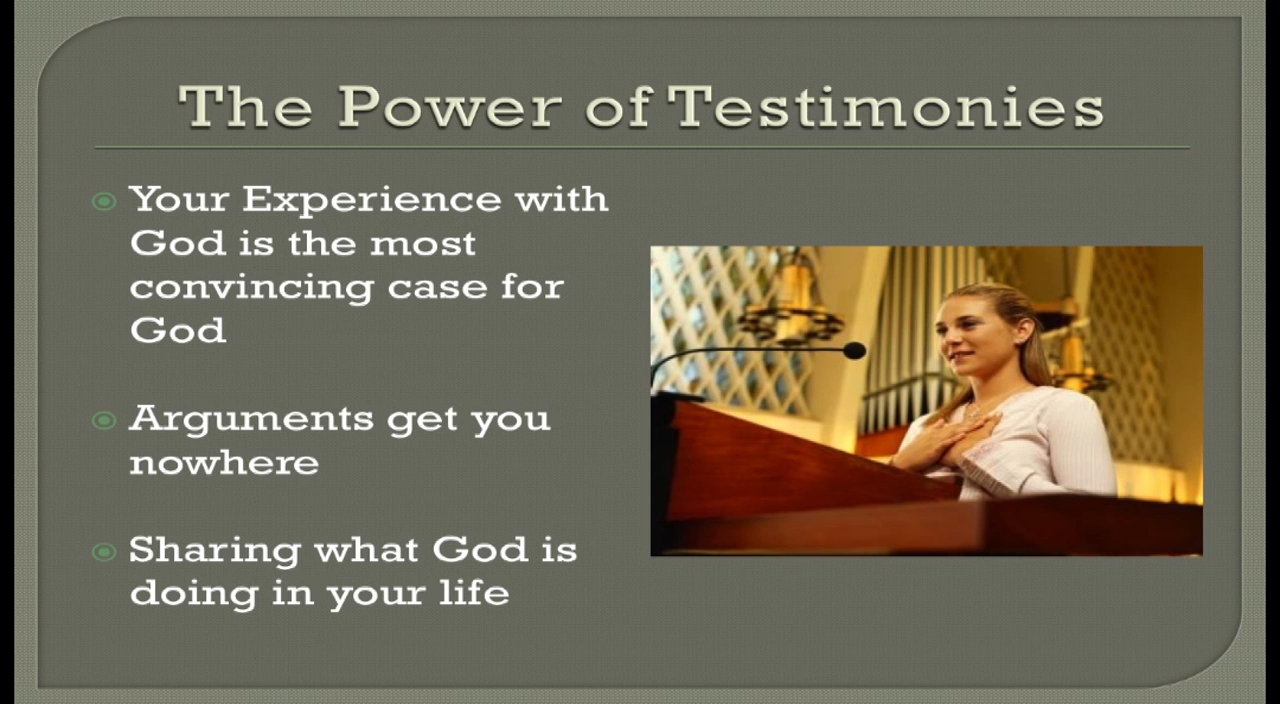 The Power of Testimonies
Your Experience with
God is the most
convincing case for
God
Arguments get you
nowhere
Sharing what God is
doing in your life